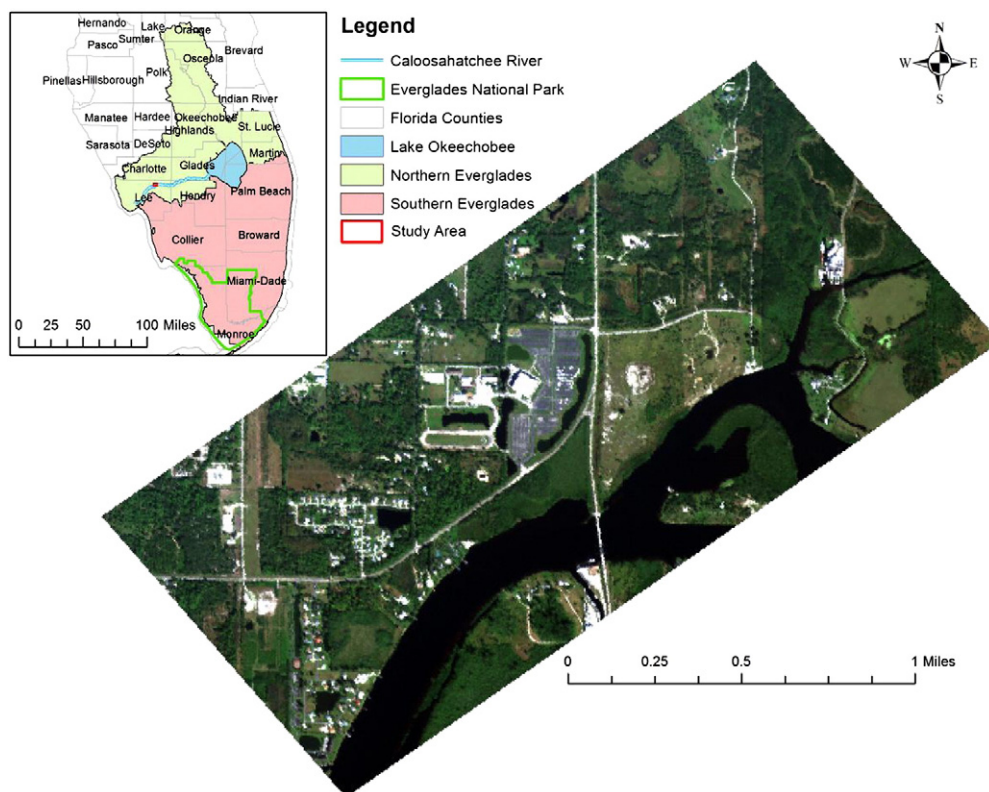 Hernando
Lake
Orange
Sumter
Pasco
Brevard
Osceola
Polk
Pinellas
Hillsborough
Indian River
Manatee
Hardee
Okeechobee
Highlands
St. Lucie
Sarasota
DeSoto
Martin
Charlotte
Glades
Lee
Hendry
Palm Beach
Collier
Broward
Miami-Dade
Monroe
0 25 50 100 Miles
Legend
Caloosahatchee River
Everglades National Park
Florida Counties
Lake Okeechobee
Northern Everglades
Southern Everglades
Study Area
N
W
E
S
0 0.25 0.5 1 Miles